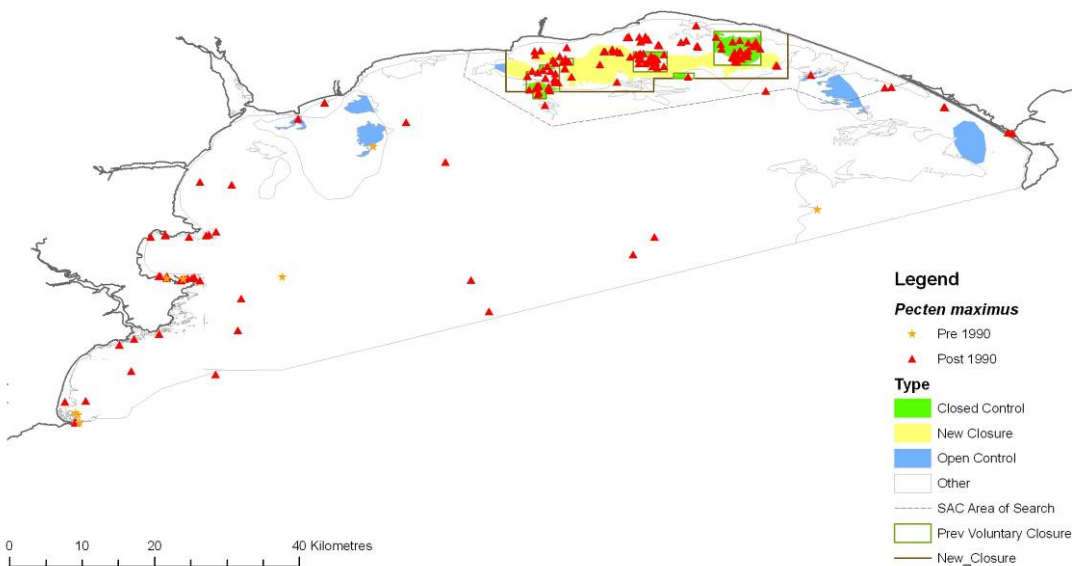 Legend
Pecten maximus
Pre 1990
Post 1990
Type
Closed Control
New Closure
Open Control
Other
SAC Area of Search
Prev Voluntary Closure
New_Closure
0 10 20 40 Kilometres